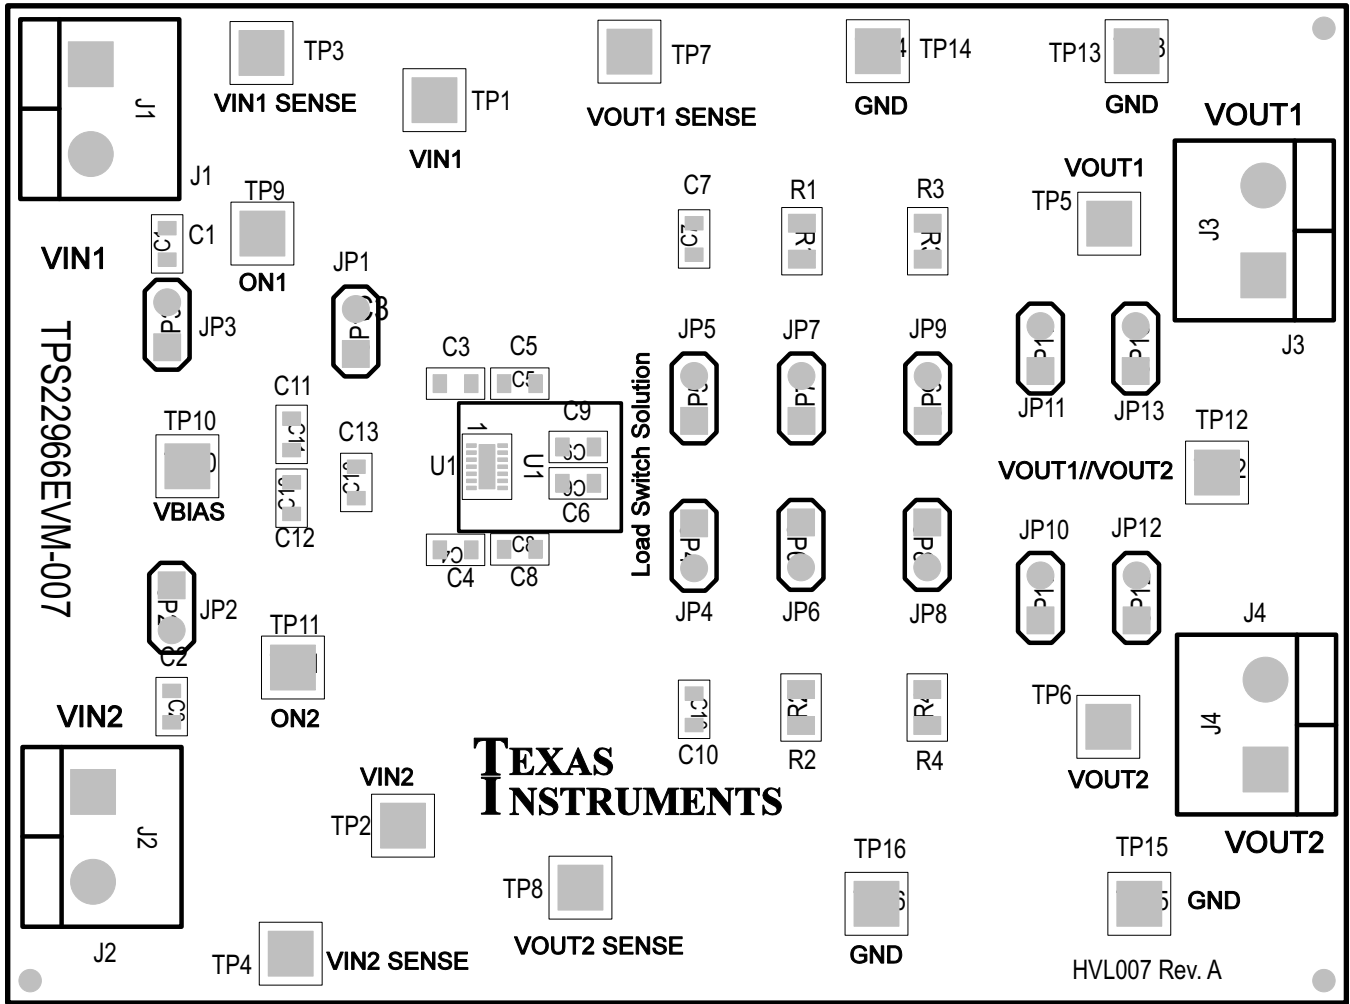 TP3
VIN1 SENSE
TP1
VIN1
TP7
VOUT1 SENSE
TP14
GND
TP13
GND
VOUT1
J1
J1
TP9
ON1
C1
VIN1
JP3
JP1
C7
C7
R1
R3
VOUT1
TP5
J3
J3
TPS22966EVM-007
C3
C5
C5
JP5
JP7
JP9
JP11
JP13
C11
TP10
VBIAS
C13
C12
U1
1
U1
C9
C6
C4
C8
Load Switch Solution
VOUT1//VOUT2
TP12
JP10
JP12
JP4
JP6
JP8
JP2
TP11
ON2
C2
VIN2
C10
R2
R4
TP6
VOUT2
J4
J4
VOUT2
TEXAS
INSTRUMENTS
VIN2
TP2
J2
J2
TP8
VOUT2 SENSE
TP4
VIN2 SENSE
TP16
GND
TP15
GND
HVL007 Rev. A